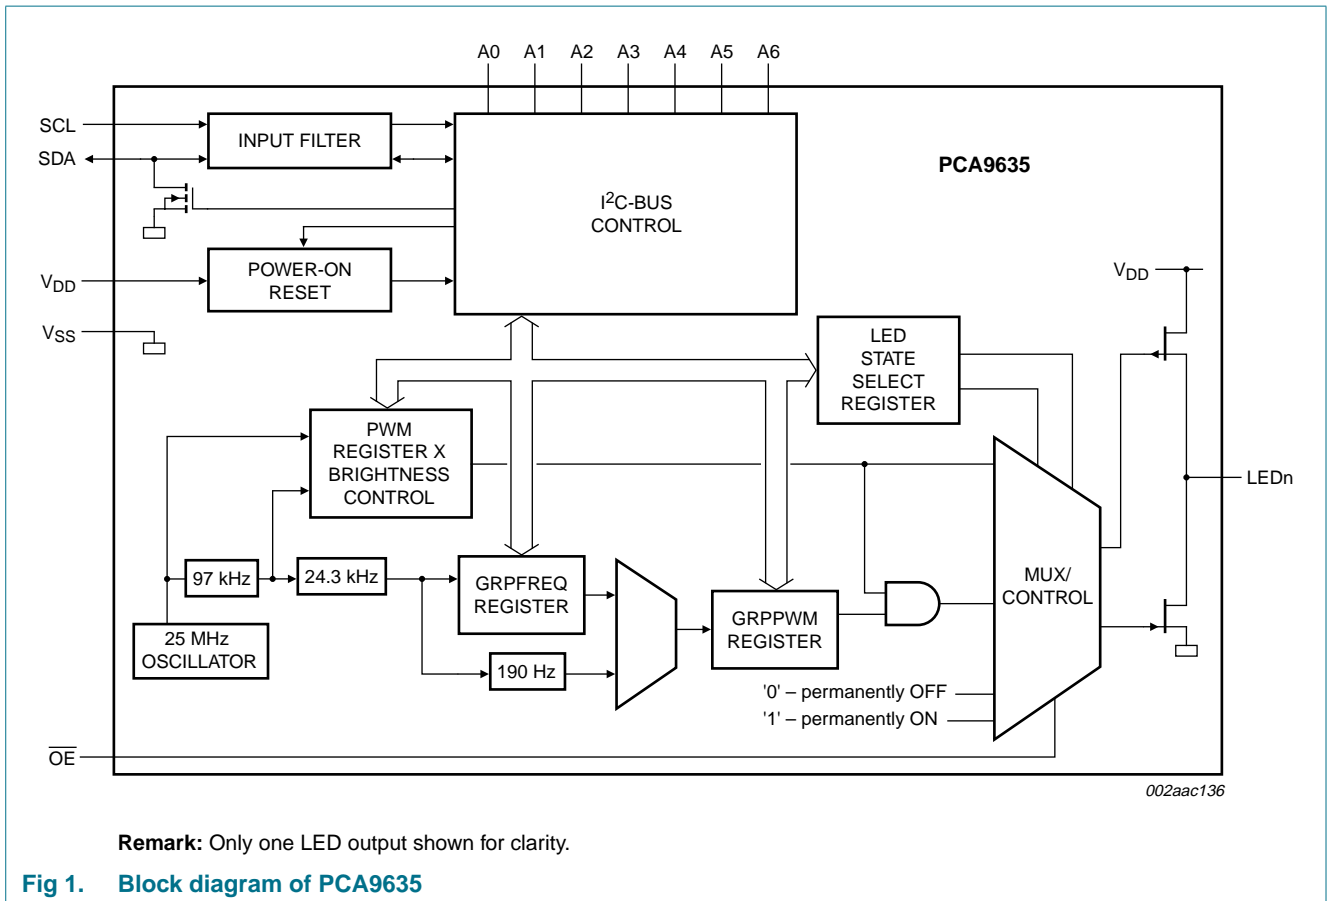 A0 A1 A2 A3 A4 A5 A6
SCL
SDA
INPUT FILTER
I2C-BUS
CONTROL
PCA9635
VDD
POWER-ON
RESET
VSS
VDD
LED
STATE
SELECT
REGISTER
PWM
REGISTER X
BRIGHTNESS
CONTROL
LEDn
97 kHz
24.3 kHz
GRPFREQ
REGISTER
MUX/
CONTROL
25 MHz
OSCILLATOR
190 Hz
GRPPWM
REGISTER
'0' – permanently OFF
'1' – permanently ON
OE
002aac136
Remark: Only one LED output shown for clarity.
Fig 1. Block diagram of PCA9635